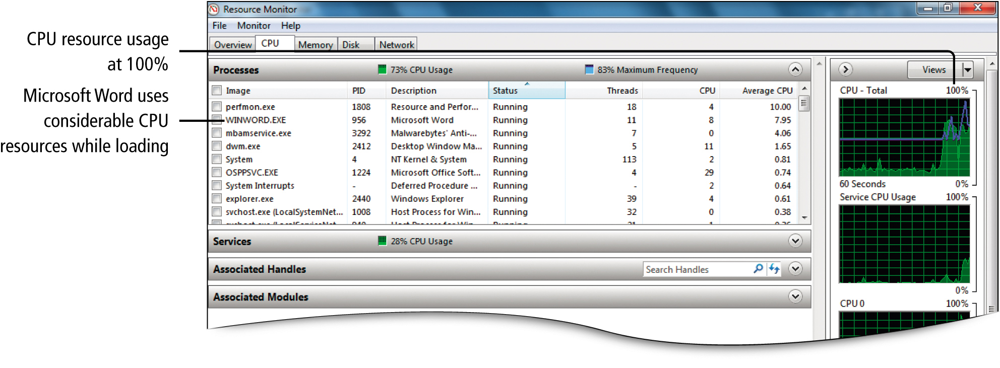 CPU resource usage
at 100%
Microsoft Word uses
considerable CPU
resources while loading
Resource Monitor
File Monitor Help
Overview CPU Memory Disk Network
Processes 73% CPU Usage 83% Maximum Frequency
Image PID Description Status Threads CPU Average CPU
perfmon.exe 1808 Resource and Perfor... Running 18 4 10.00
WINWORD.EXE 956 Microsoft Word Running 11 8 7.95
mbamservice.exe 3292 Malwarebytes' Anti-... Running 7 0 4.06
dwm.exe 2412 Desktop Window Ma... Running 5 11 1.65
System 4 NT Kernel & System Running 113 2 0.81
OSPPSVC.EXE 1224 Microsoft Office Soft... Running 4 29 0.74
System Interrupts - Deferred Procedure ... Running - 2 0.64
explorer.exe 2440 Windows Explorer Running 39 4 0.61
svchost.exe (LocalSystemNet... 1008 Host Process for Win... Running 32 0 0.38
Services 28% CPU Usage
Associated Handles Search Handles
Associated Modules
Views
CPU - Total 100%
60 Seconds 0%
Service CPU Usage 100%
0%
CPU 0 100%